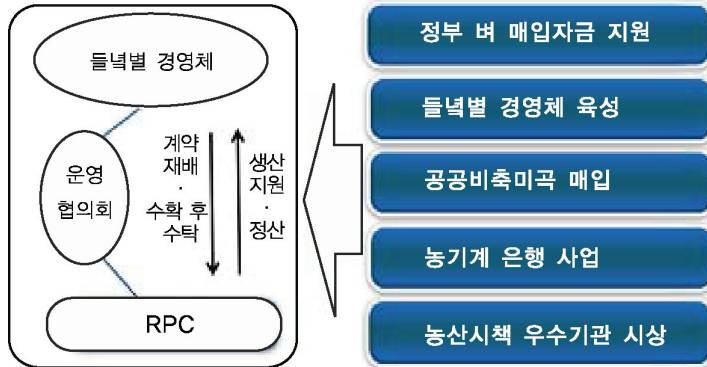 들녘별 경영체
운영
협의회
계약
재배
·
수확 후
수탁
생산
지원
·
정산
RPC
정부 벼 매입자금 지원
들녘별 경영체 육성
공공비축미곡 매입
농기계 은행 사업
농산시책 우수기관 시상